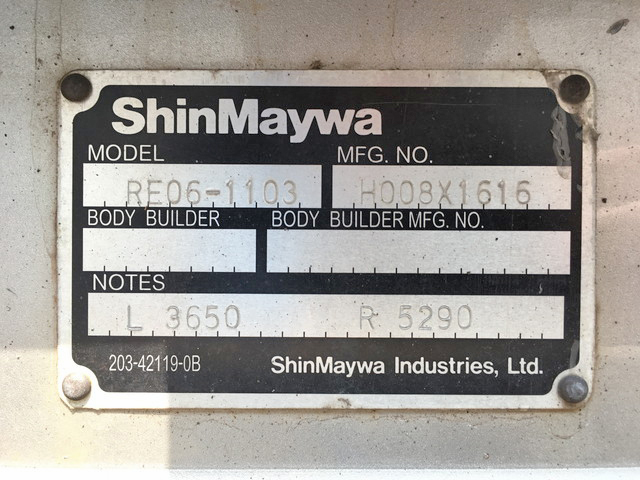 ShinMaywa
MODEL MFG. NO.
RE06-1103 H008X1616
BODY BUILDER BODY BUILDER MFG. NO.
NOTES
L 3650 R 5290
203-42119-0B ShinMaywa Industries, Ltd.